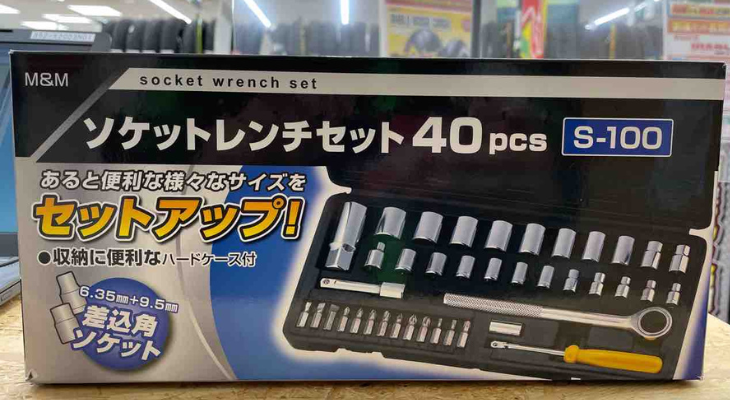 M&M
socket wrench set
ソケットレンチセット 40pcs S-100
あると便利な様々なサイズを
セットアップ!
●収納に便利なハードケース付
6.35mm+9.5mm
差込角
ソケット